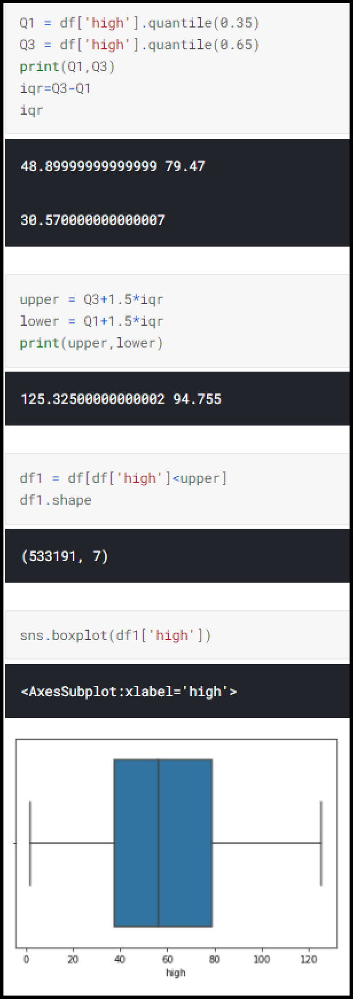 Q1 = df['high'].quantile(0.35)
Q3 = df['high'].quantile(0.65)
print(Q1,Q3)
iqr=Q3-Q1
iqr
48.89999999999999 79.47
30.570000000000007
upper = Q3+1.5*iqr
lower = Q1+1.5*iqr
print(upper,lower)
125.32500000000002 94.755
df1 = df[df['high']<upper]
df1.shape
(533191, 7)
sns.boxplot(df1['high'])
<AxesSubplot:xlabel='high'>
0 20 40 60 80 100 120
high